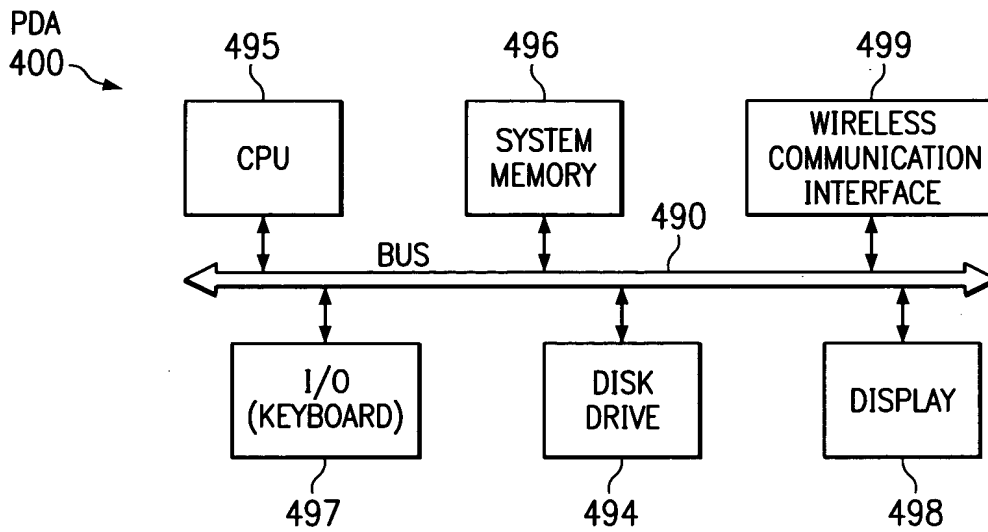 PDA
400
495
496
499
CPU
SYSTEM
MEMORY
WIRELESS
COMMUNICATION
INTERFACE
BUS
490
I/O
(KEYBOARD)
DISK
DRIVE
DISPLAY
497
494
498